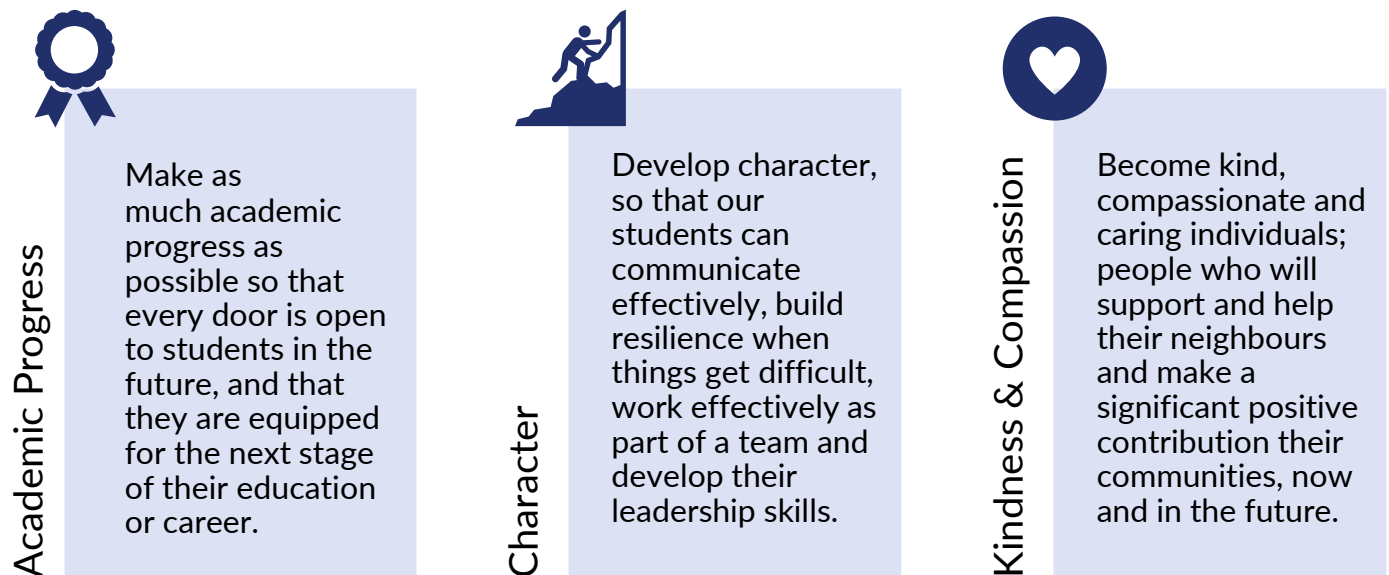 Academic Progress
Make as
much academic
progress as
possible so that
every door is open
to students in the
future, and that
they are equipped
for the next stage
of their education
or career.
Character
Develop character,
so that our
students can
communicate
effectively, build
resilience when
things get difficult,
work effectively as
part of a team and
develop their
leadership skills.
Kindness & Compassion
Become kind,
compassionate and
caring individuals;
people who will
support and help
their neighbours
and make a
significant positive
contribution their
communities, now
and in the future.